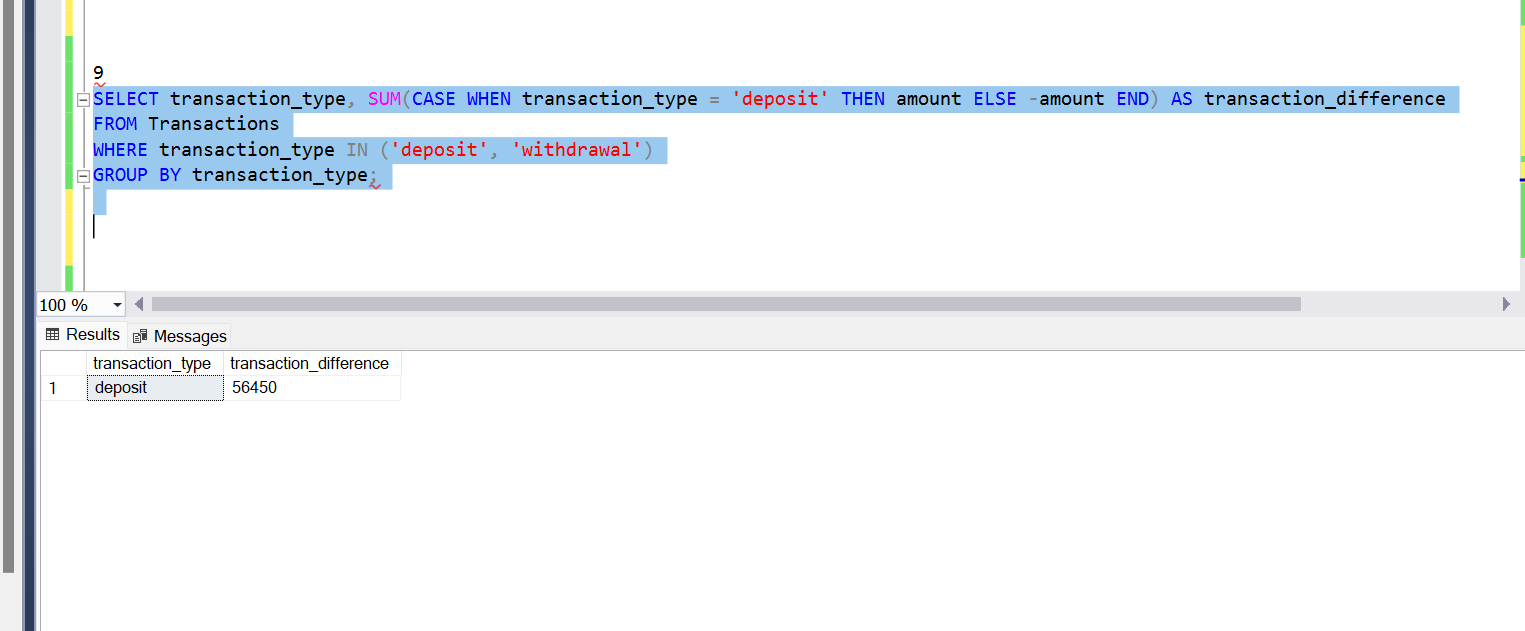 9
SELECT transaction_type, SUM(CASE WHEN transaction_type = 'deposit' THEN amount ELSE -amount END) AS transaction_difference
FROM Transactions
WHERE transaction_type IN ('deposit', 'withdrawal')
GROUP BY transaction_type;
100 %
Results Messages
transaction_type transaction_difference
1 deposit 56450